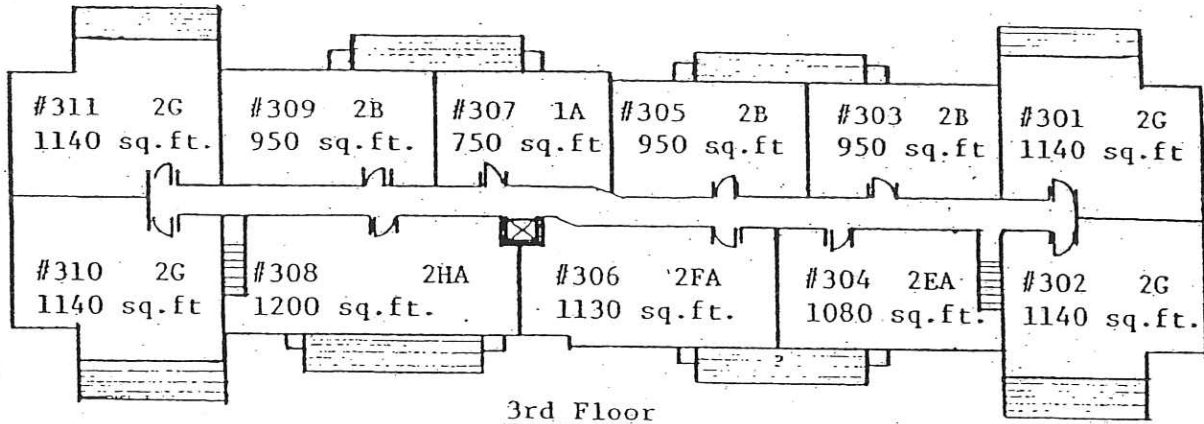 #311 2G
1140 sq.ft.
#309 2B
950 sq.ft.
#307 1A
750 sq.ft
#305 2B
950 sq.ft
#303 2B
950 sq.ft
#301 2G
1140 sq.ft
#310 2G
1140 sq.ft
#308 2HA
1200 sq.ft.
#306 2FA
1130 sq.ft.
#304 2EA
1080 sq.ft.
#302 2G
1140 sq.ft
?
3rd Floor